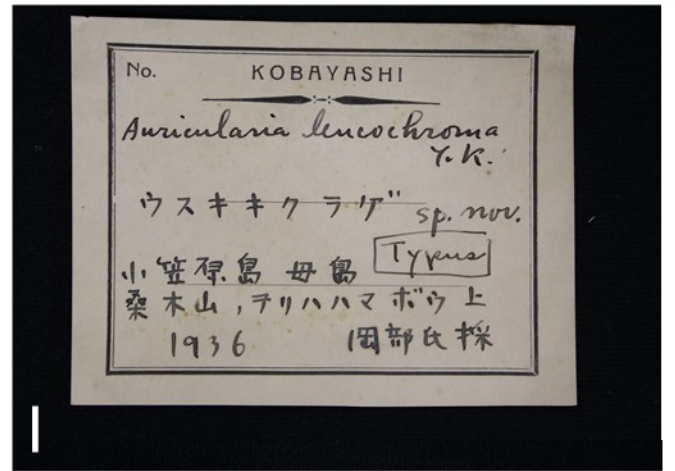 No. KOBAYASHI
Auricularia leucochroma
Y. K.
ウスキキクラゲ sp. nov.
Typus
小笠原島 母島
桑木山,テリハハマボウ上
1936 岡部氏採